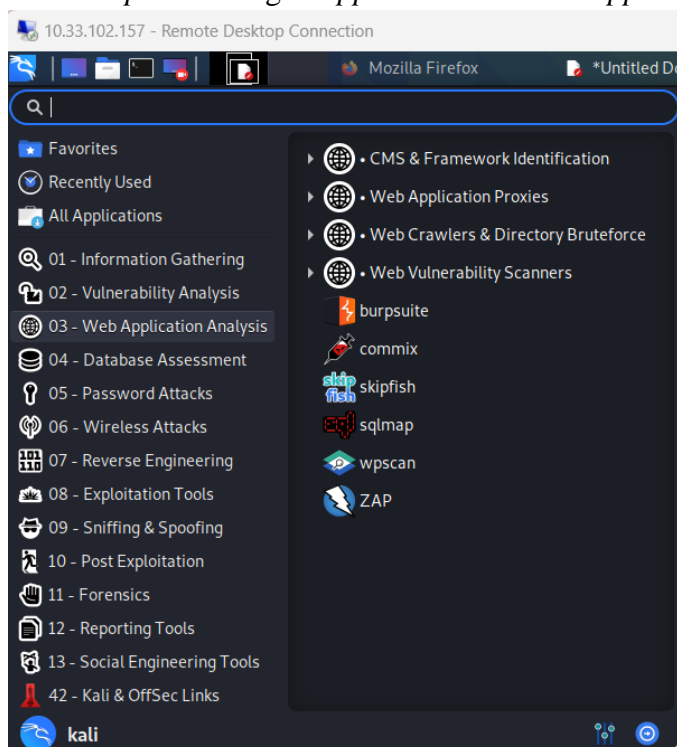 10.33.102.157 - Remote Desktop Connection
Mozilla Firefox
*Untitled Do
Favorites
Recently Used
All Applications
01 - Information Gathering
02 - Vulnerability Analysis
03 - Web Application Analysis
04 - Database Assessment
05 - Password Attacks
06 - Wireless Attacks
07 - Reverse Engineering
08 - Exploitation Tools
09 - Sniffing & Spoofing
10 - Post Exploitation
11 - Forensics
12 - Reporting Tools
13 - Social Engineering Tools
42 - Kali & OffSec Links
• CMS & Framework Identification
• Web Application Proxies
• Web Crawlers & Directory Bruteforce
• Web Vulnerability Scanners
burpsuite
commix
skip
fish
skipfish
sql
sqlmap
wpscan
ZAP
kali